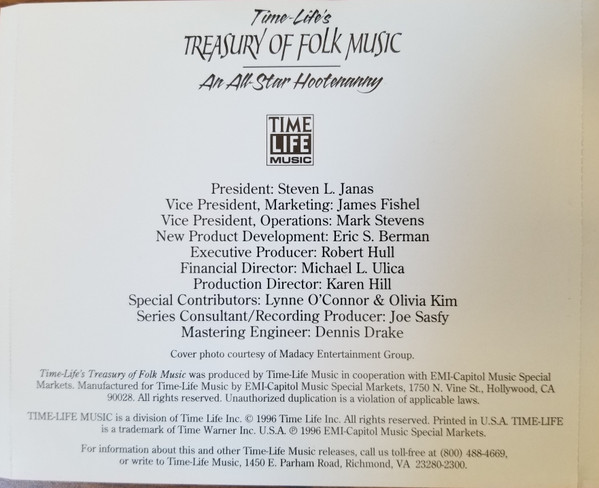 Time-Life's
TREASURY OF FOLK MUSIC
An All-Star Hootenanny
TIME
LIFE
MUSIC
President: Steven L. Janas
Vice President, Marketing: James Fishel
Vice President, Operations: Mark Stevens
New Product Development: Eric S. Berman
Executive Producer: Robert Hull
Financial Director: Michael L. Ulica
Production Director: Karen Hill
Special Contributors: Lynne O'Connor & Olivia Kim
Series Consultant/Recording Producer: Joe Sasfy
Mastering Engineer: Dennis Drake
Cover photo courtesy of Madacy Entertainment Group.
Time-Life's Treasury of Folk Music was produced by Time-Life Music in cooperation with EMI-Capitol Music Special
Markets. Manufactured for Time-Life Music by EMI-Capitol Music Special Markets, 1750 N. Vine St., Hollywood, CA
90028. All rights reserved. Unauthorized duplication is a violation of applicable laws.
TIME-LIFE MUSIC is a division of Time Life Inc. © 1996 Time Life Inc. All rights reserved. Printed in U.S.A. TIME-LIFE
is a trademark of Time Warner Inc. U.S.A. ℗ 1996 EMI-Capitol Music Special Markets.
For information about this and other Time-Life Music releases, call us toll-free at (800) 488-4669,
or write to Time-Life Music, 1450 E. Parham Road, Richmond, VA 23280-2300.